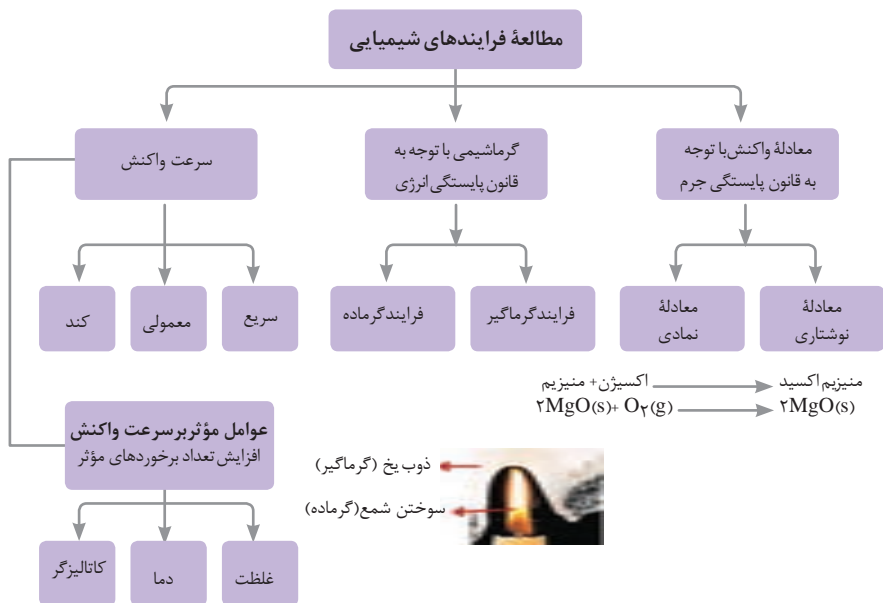 مطالعهٔ فرایندهای شیمیایی
معادلهٔ واکنش با توجه
به قانون پایستگی جرم
گرماشیمی با توجه به
قانون پایستگی انرژی
سرعت واکنش
معادلهٔ
نوشتاری
معادلهٔ
نمادی
فرایندگرماگیر
فرایندگرماده
سریع
معمولی
کند
اکسیژن+ منیزیم ⟶ منیزیم اکسید
۲MgO(s)+ O۲(g) ⟶ ۲MgO(s)
عوامل مؤثربرسرعت واکنش
افزایش تعداد برخوردهای مؤثر
ذوب یخ (گرماگیر)
سوختن شمع(گرماده)
غلظت
دما
کاتالیزگر